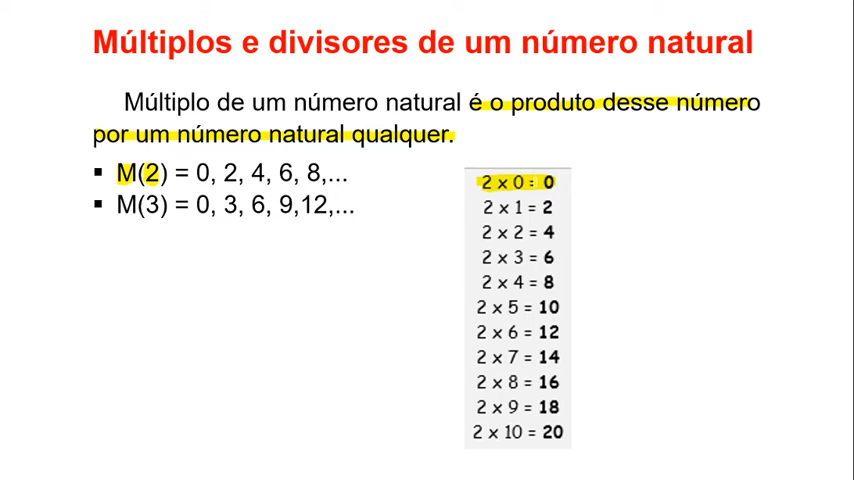 Múltiplos e divisores de um número natural
Múltiplo de um número natural é o produto desse número
por um número natural qualquer.
▪ M(2) = 0, 2, 4, 6, 8,...
▪ M(3) = 0, 3, 6, 9,12,...
2 x 0 = 0
2 x 1 = 2
2 x 2 = 4
2 x 3 = 6
2 x 4 = 8
2 x 5 = 10
2 x 6 = 12
2 x 7 = 14
2 x 8 = 16
2 x 9 = 18
2 x 10 = 20